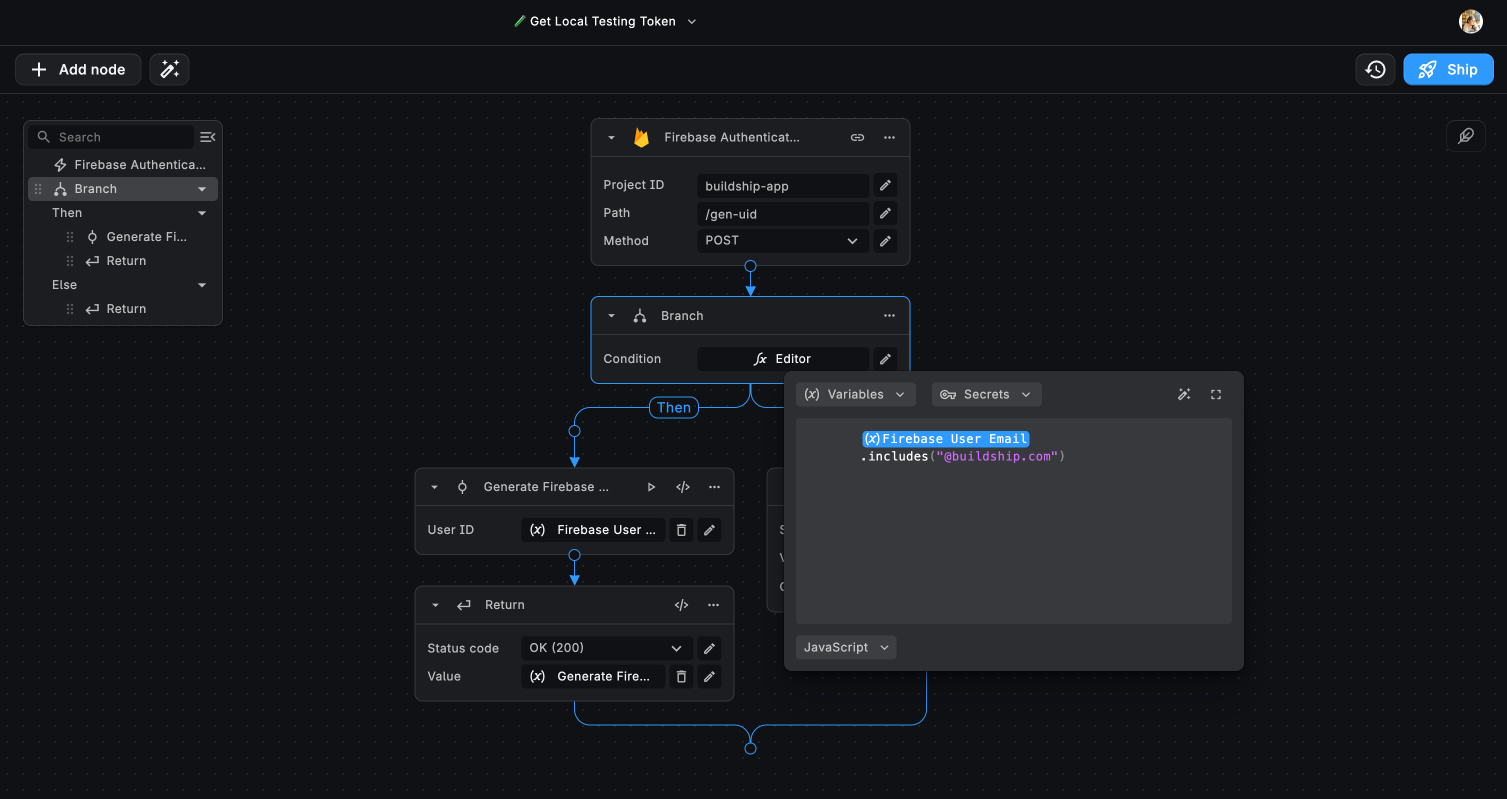 Get Local Testing Token
Add node
Ship
Search
Firebase Authentica...
Branch
Then
Generate Fi...
Return
Else
Return
Firebase Authenticat...
Project ID
buildship-app
Path
/gen-uid
Method
POST
Branch
Condition
fx Editor
Then
(x) Variables
Secrets
(x)Firebase User Email
.includes("@buildship.com")
JavaScript
Generate Firebase ...
</>
User ID
(x) Firebase User ...
Return
</>
Status code
OK (200)
Value
(x) Generate Fire...